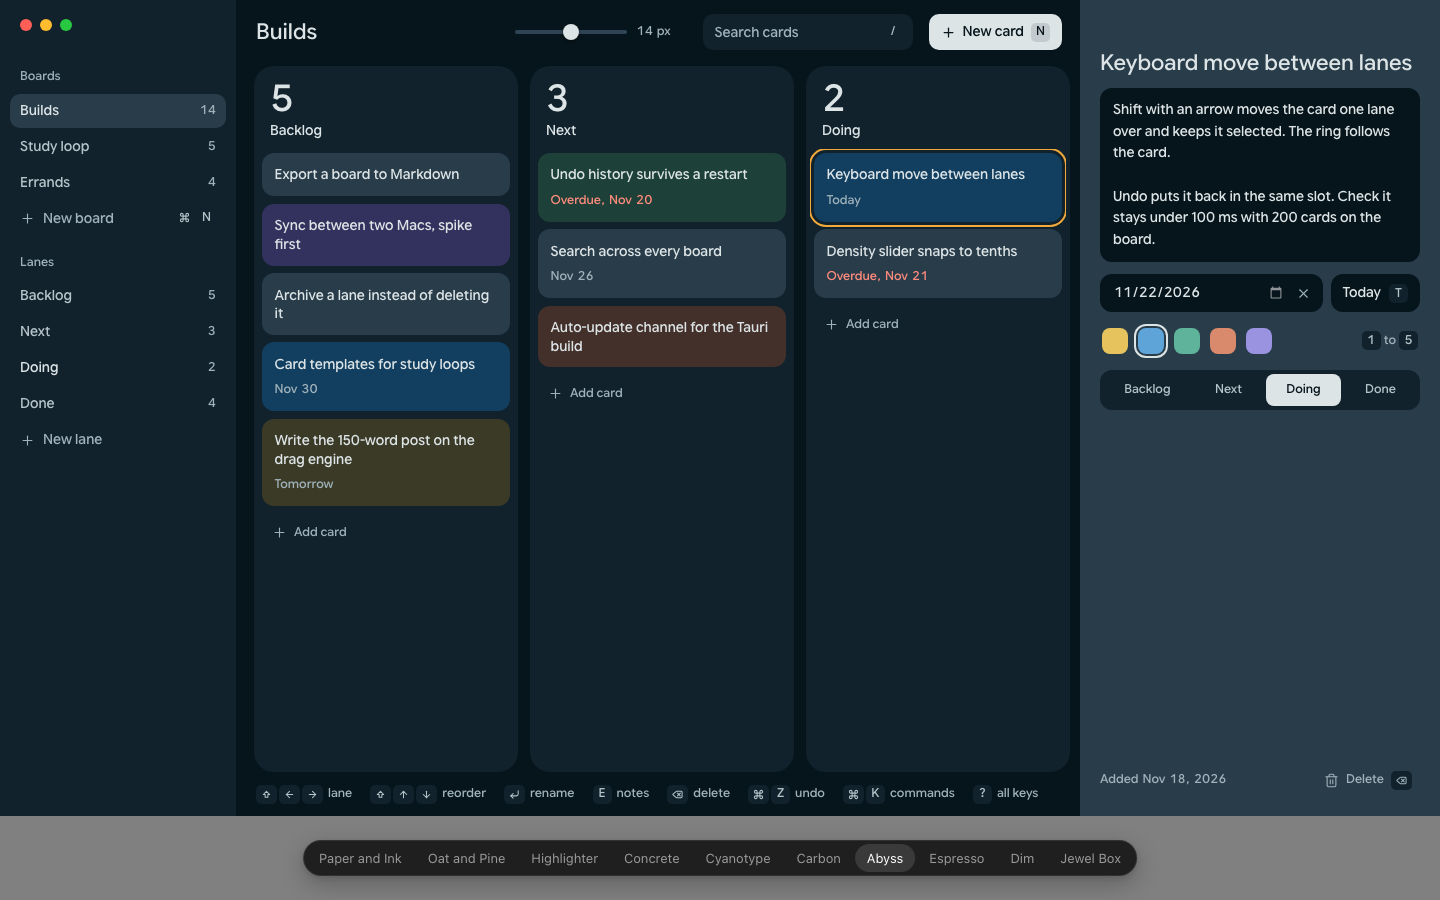 Boards
Builds 14
Study loop 5
Errands 4
New board ⌘ N
Lanes
Backlog 5
Next 3
Doing 2
Done 4
New lane
Builds
14 px
Search cards /
New card N
5
Backlog
Export a board to Markdown
Sync between two Macs, spike
first
Archive a lane instead of deleting
it
Card templates for study loops
Nov 30
Write the 150-word post on the
drag engine
Tomorrow
Add card
3
Next
Undo history survives a restart
Overdue, Nov 20
Search across every board
Nov 26
Auto-update channel for the Tauri
build
Add card
2
Doing
Keyboard move between lanes
Today
Density slider snaps to tenths
Overdue, Nov 21
Add card
⇧ ← → lane ⇧ ↑ ↓ reorder ↵ rename E notes ⌫ delete ⌘ Z undo ⌘ K commands ? all keys
Keyboard move between lanes
Shift with an arrow moves the card one lane
over and keeps it selected. The ring follows
the card.
Undo puts it back in the same slot. Check it
stays under 100 ms with 200 cards on the
board.
11/22/2026
Today T
1 to 5
Backlog Next Doing Done
Added Nov 18, 2026
Delete ⌫
Paper and Ink Oat and Pine Highlighter Concrete Cyanotype Carbon Abyss Espresso Dim Jewel Box